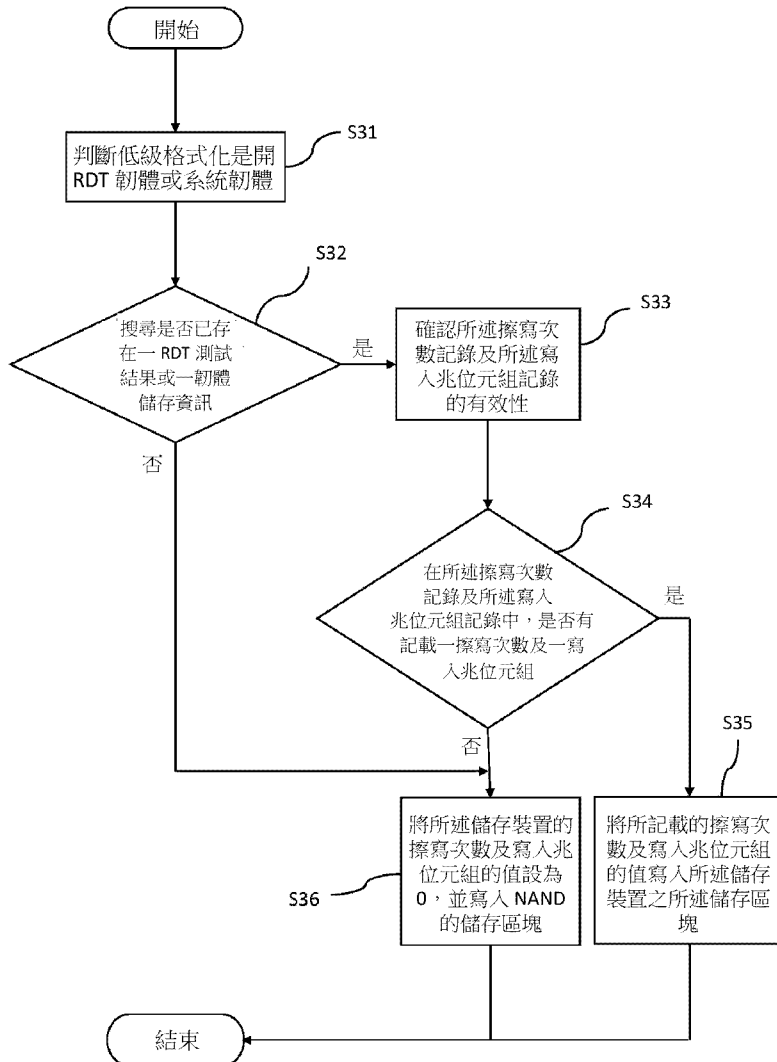 開始
S31
判斷低級格式化是開
RDT 韌體或系統韌體
S32
搜尋是否已存
在一 RDT 測試
結果或一韌體
儲存資訊
是
否
S33
確認所述擦寫次
數記錄及所述寫
入兆位元組記錄
的有效性
S34
在所述擦寫次數
記錄及所述寫入
兆位元組記錄中，是否有
記載一擦寫次數及一寫
入兆位元組
是
否
S35
將所記載的擦寫次
數及寫入兆位元組
的值寫入所述儲存
裝置之所述儲存區
塊
S36
將所述儲存裝置的
擦寫次數及寫入兆
位元組的值設為
0，並寫入 NAND
的儲存區塊
結束